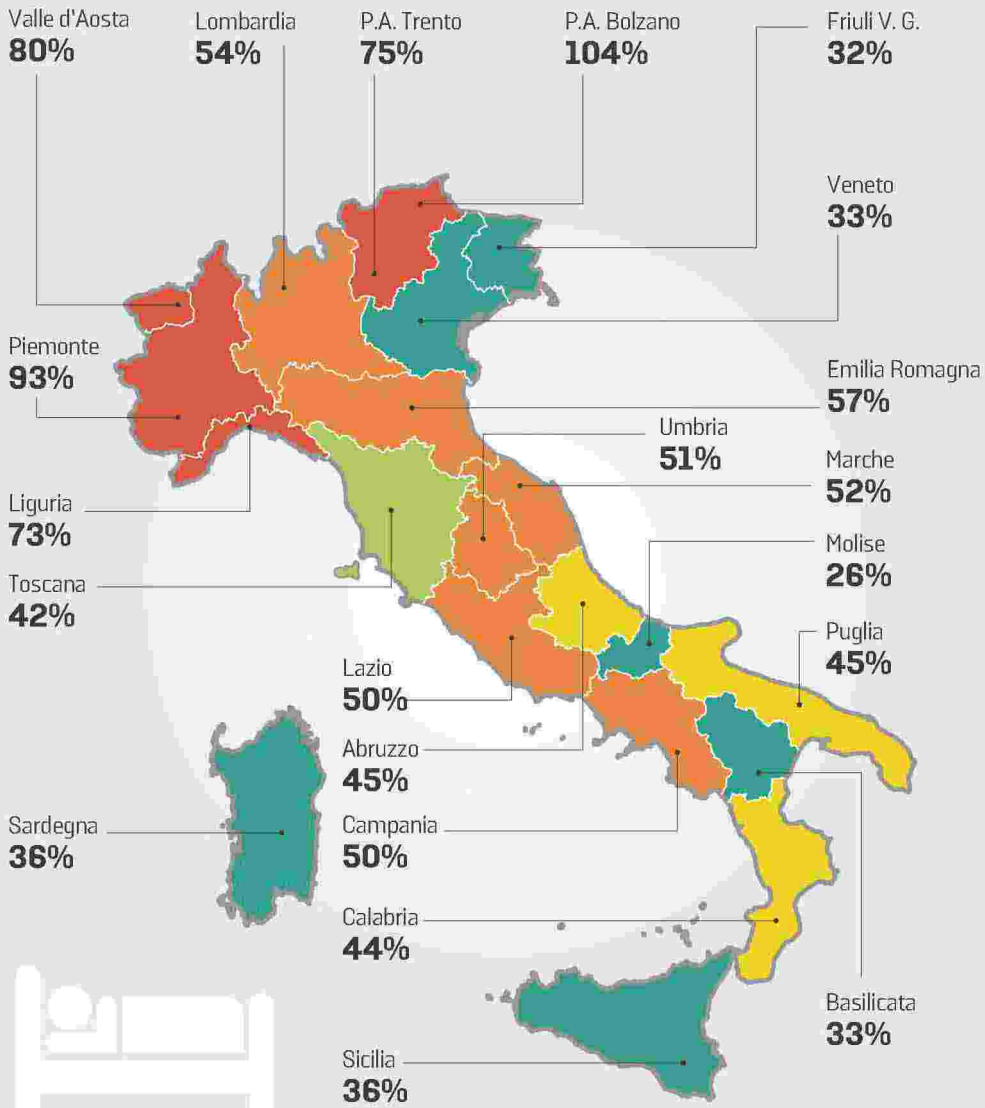 Valle d'Aosta
80%
Lombardia
54%
P.A. Trento
75%
P.A. Bolzano
104%
Friuli V. G.
32%
Veneto
33%
Piemonte
93%
Emilia Romagna
57%
Umbria
51%
Marche
52%
Liguria
73%
Molise
26%
Toscana
42%
Puglia
45%
Lazio
50%
Abruzzo
45%
Sardegna
36%
Campania
50%
Calabria
44%
Basilicata
33%
Sicilia
36%